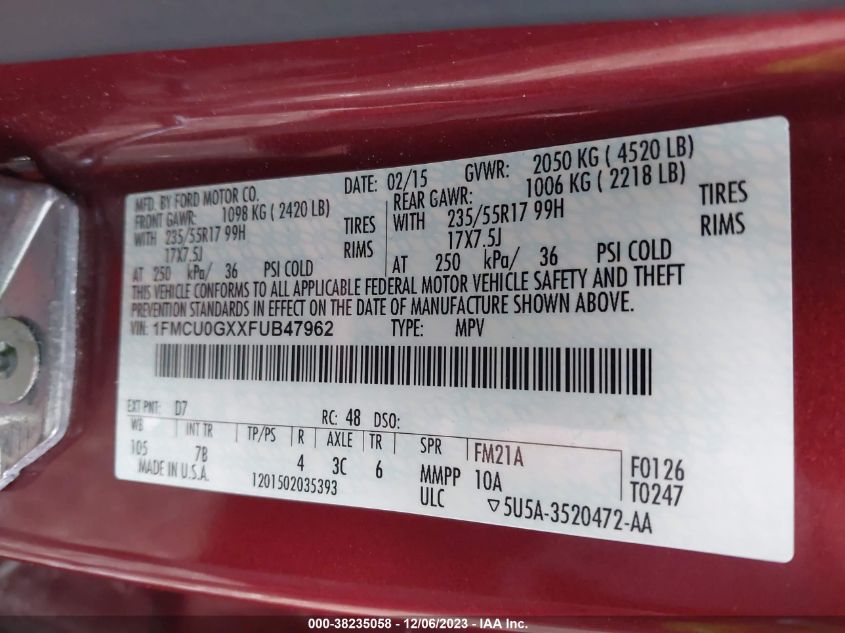 MFD. BY FORD MOTOR CO. DATE: 02/15 GVWR: 2050 KG ( 4520 LB)
FRONT GAWR: 1098 KG ( 2420 LB) REAR GAWR: 1006 KG ( 2218 LB)
WITH 235/55R17 99H TIRES WITH 235/55R17 99H TIRES
17X7.5J RIMS 17X7.5J RIMS
AT 250 kPa/ 36 PSI COLD AT 250 kPa/ 36 PSI COLD
THIS VEHICLE CONFORMS TO ALL APPLICABLE FEDERAL MOTOR VEHICLE SAFETY AND THEFT
PREVENTION STANDARDS IN EFFECT ON THE DATE OF MANUFACTURE SHOWN ABOVE.
VIN: 1FMCU0GXXFUB47962 TYPE: MPV
EXT PNT: D7 RC: 48 DSO:
WB INT TR TP/PS R AXLE TR SPR FM21A F0126
105 7B 4 3C 6 MMPP 10A T0247
MADE IN U.S.A. 1201502035393 ULC ▽5U5A-3520472-AA
000-38235058 - 12/06/2023 - IAA Inc.